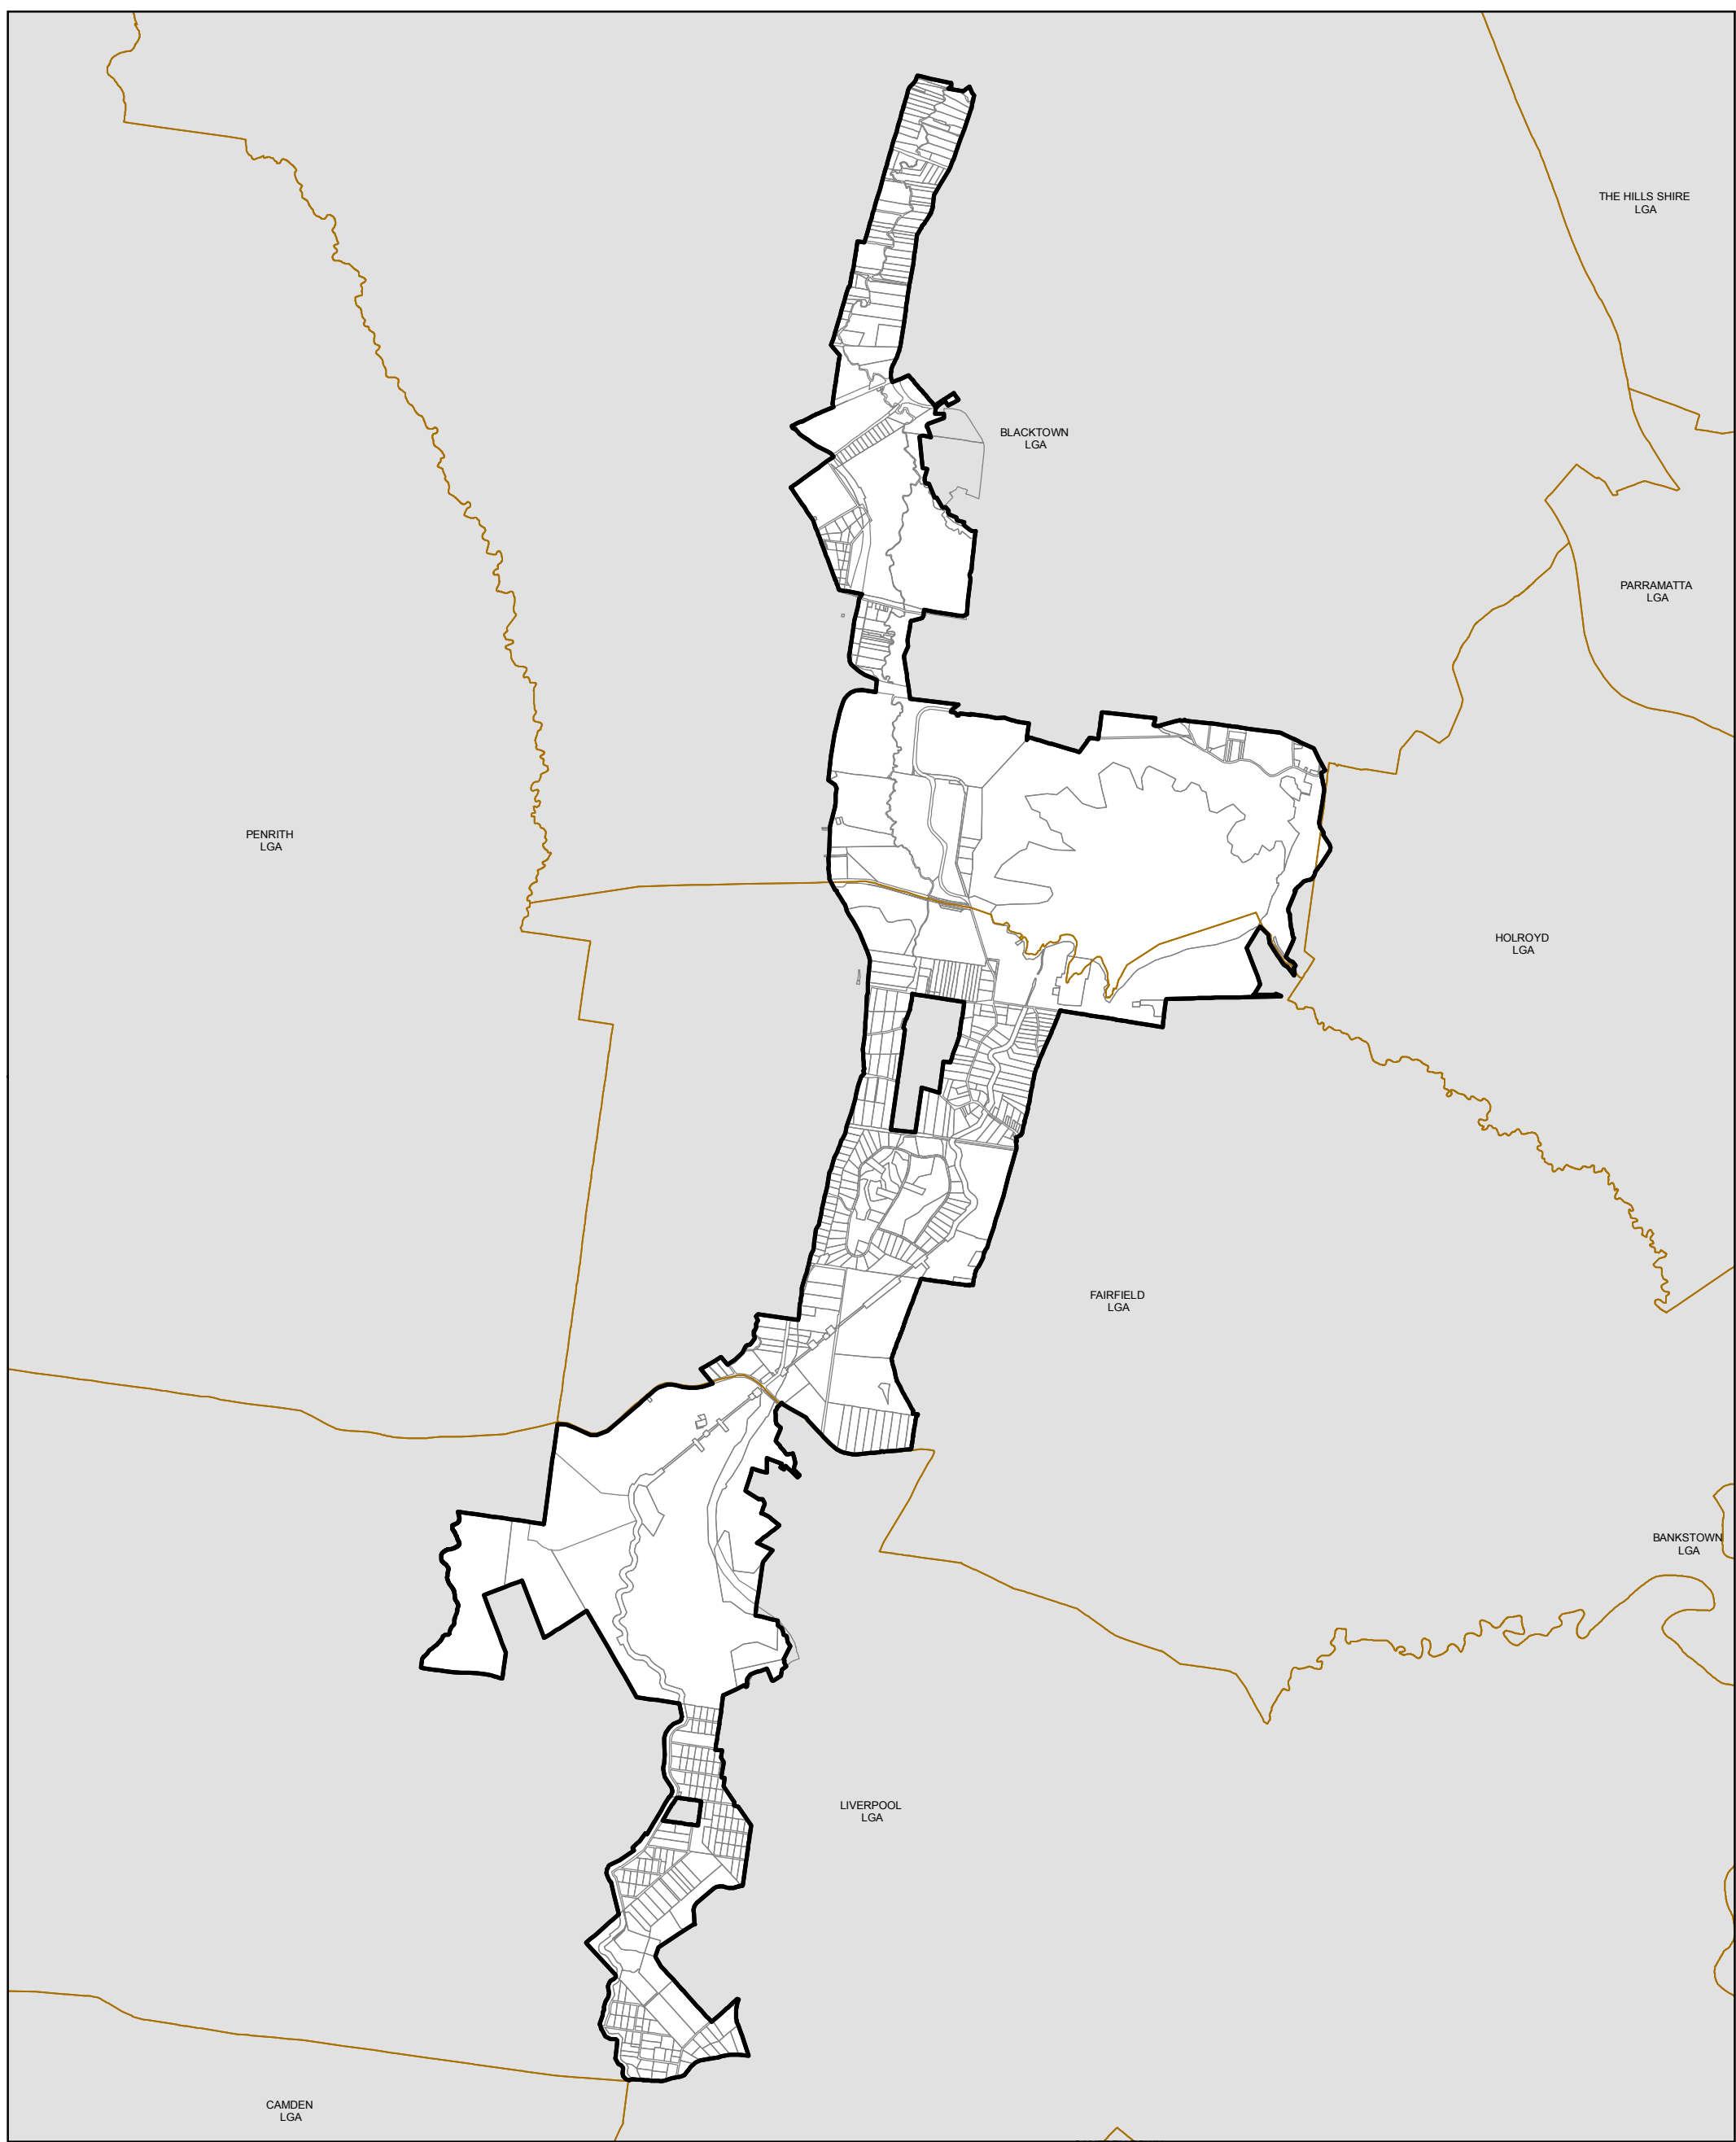 THE HILLS SHIRE
LGA
BLACKTOWN
LGA
PARRAMATTA
LGA
PENRITH
LGA
HOLROYD
LGA
FAIRFIELD
LGA
BANKSTOWN
LGA
LIVERPOOL
LGA
CAMDEN
LGA